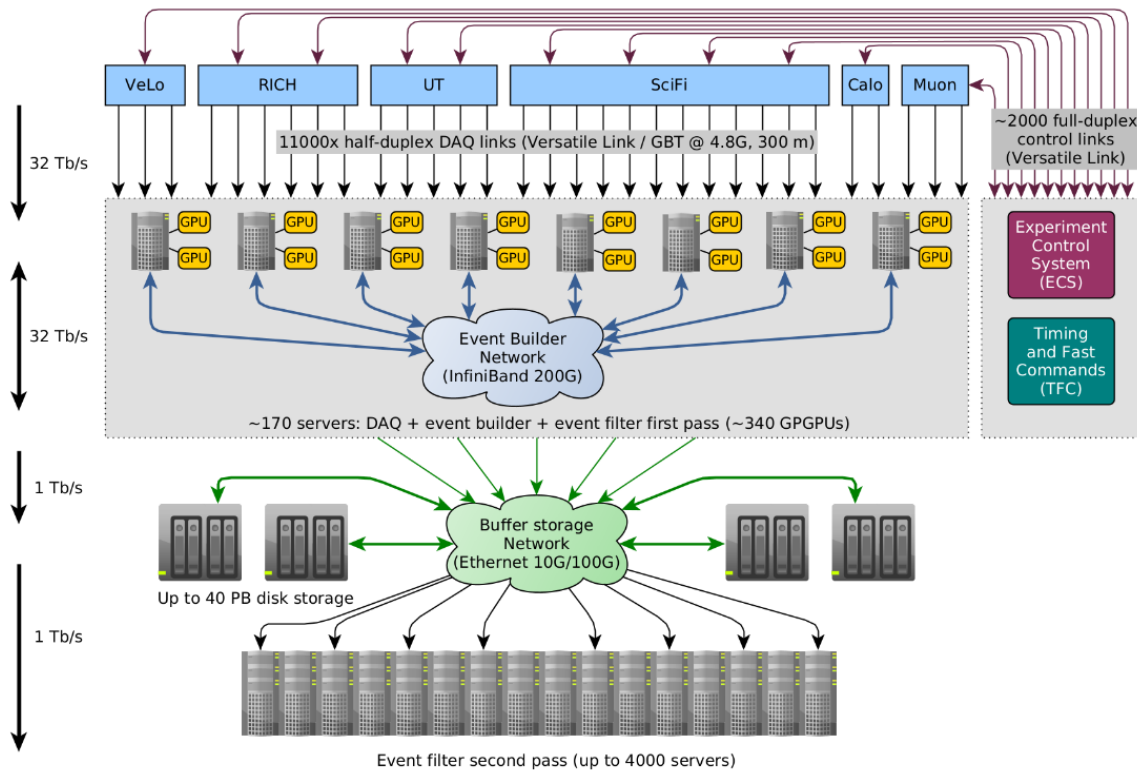 VeLo
RICH
UT
SciFi
Calo
Muon
11000x half-duplex DAQ links (Versatile Link / GBT @ 4.8G, 300 m)
~2000 full-duplex
control links
(Versatile Link)
32 Tb/s
GPU GPU GPU GPU GPU GPU GPU GPU
GPU GPU GPU GPU GPU GPU GPU GPU
Experiment
Control
System
(ECS)
32 Tb/s
Event Builder
Network
(InfiniBand 200G)
Timing
and Fast
Commands
(TFC)
~170 servers: DAQ + event builder + event filter first pass (~340 GPGPUs)
1 Tb/s
Buffer storage
Network
(Ethernet 10G/100G)
Up to 40 PB disk storage
1 Tb/s
Event filter second pass (up to 4000 servers)